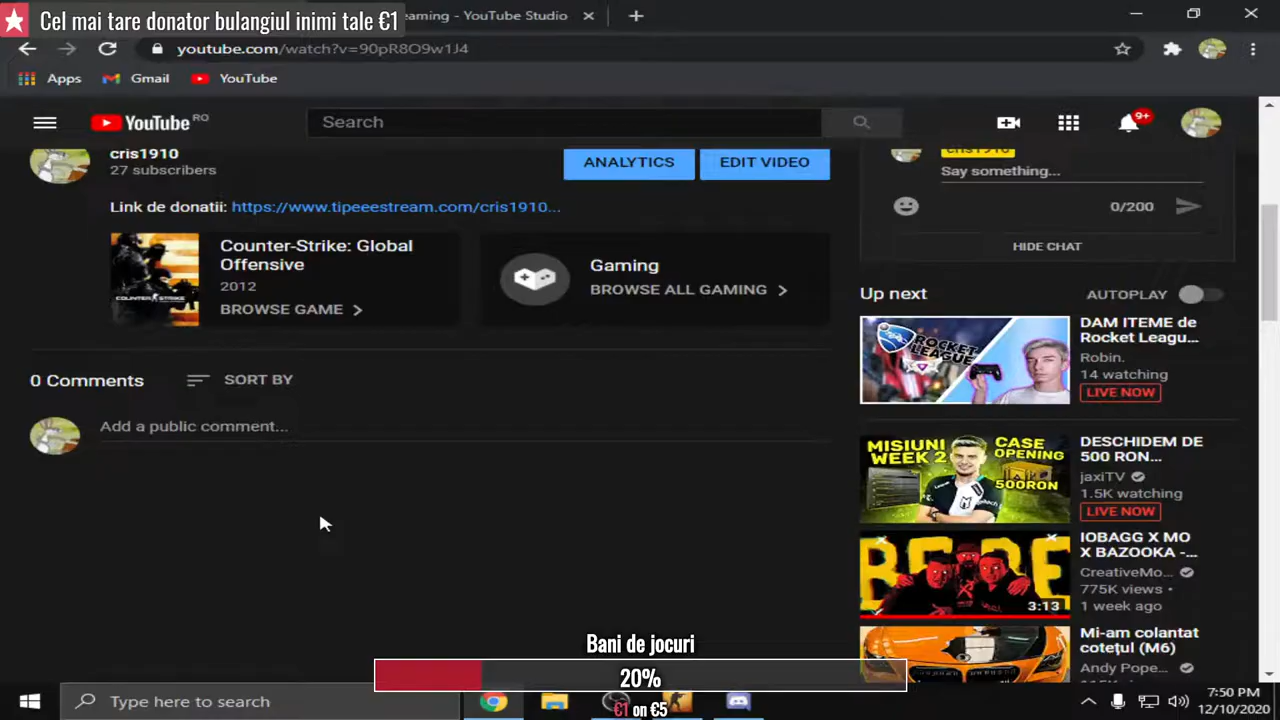 Cel mai tare donator bulangiul inimi tale €1
eaming - YouTube Studio
youtube.com/watch?v=90pR8O9w1J4
Apps
Gmail
YouTube
YouTube RO
Search
9+
cris1910
27 subscribers
ANALYTICS
EDIT VIDEO
Link de donatii: https://www.tipeeestream.com/cris1910...
Counter-Strike: Global
Offensive
2012
BROWSE GAME
COUNTER-STRIKE
Gaming
BROWSE ALL GAMING
0 Comments
SORT BY
Add a public comment...
cris1910
Say something...
0/200
HIDE CHAT
Up next
AUTOPLAY
ROCKET
LEAGUE
DAM ITEME de
Rocket Leagu...
Robin.
14 watching
LIVE NOW
MISIUNI
WEEK 2
CASE
OPENING
500RON
DESCHIDEM DE
500 RON...
jaxiTV
1.5K watching
LIVE NOW
3:13
IOBAGG X MO
X BAZOOKA -...
CreativeMo...
775K views •
1 week ago
Mi-am colantat
cotețul (M6)
Andy Pope...
Bani de jocuri
20%
€1 on €5
Type here to search
7:50 PM
12/10/2020